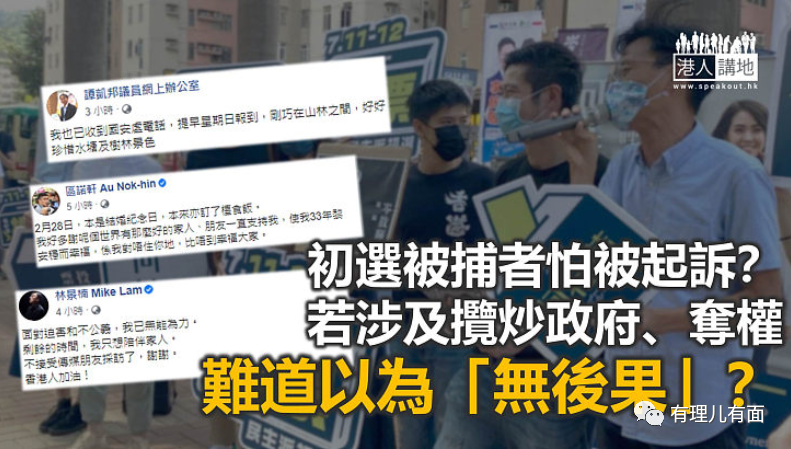 7.11-12
7.11-12
票
港人講地
www.speakout.hk
譚凱邦議員網上辦公室
3 小時
我也已收到國安處電話，提早星期日報到，剛巧在山林之間，好好
珍惜水塘及樹林景色
區諾軒 Au Nok-hin
5 小時
2月28日，本是結婚紀念日，本來亦訂了檯食飯。
我好多謝呢個世界有那麼好的家人、朋友一直支持我，使我33年黎
安穩而幸福，係我對唔住你地，比唔到幸福大家。
林景楠 Mike Lam
4 小時
面對迫害和不公義，我已無能為力。
剩餘的時間，我只想陪伴家人。
不接受傳媒朋友採訪了，謝謝。
香港人加油！
初選被捕者怕被起訴？
若涉及攬炒政府、奪權
難道以為「無後果」？
有理儿有面